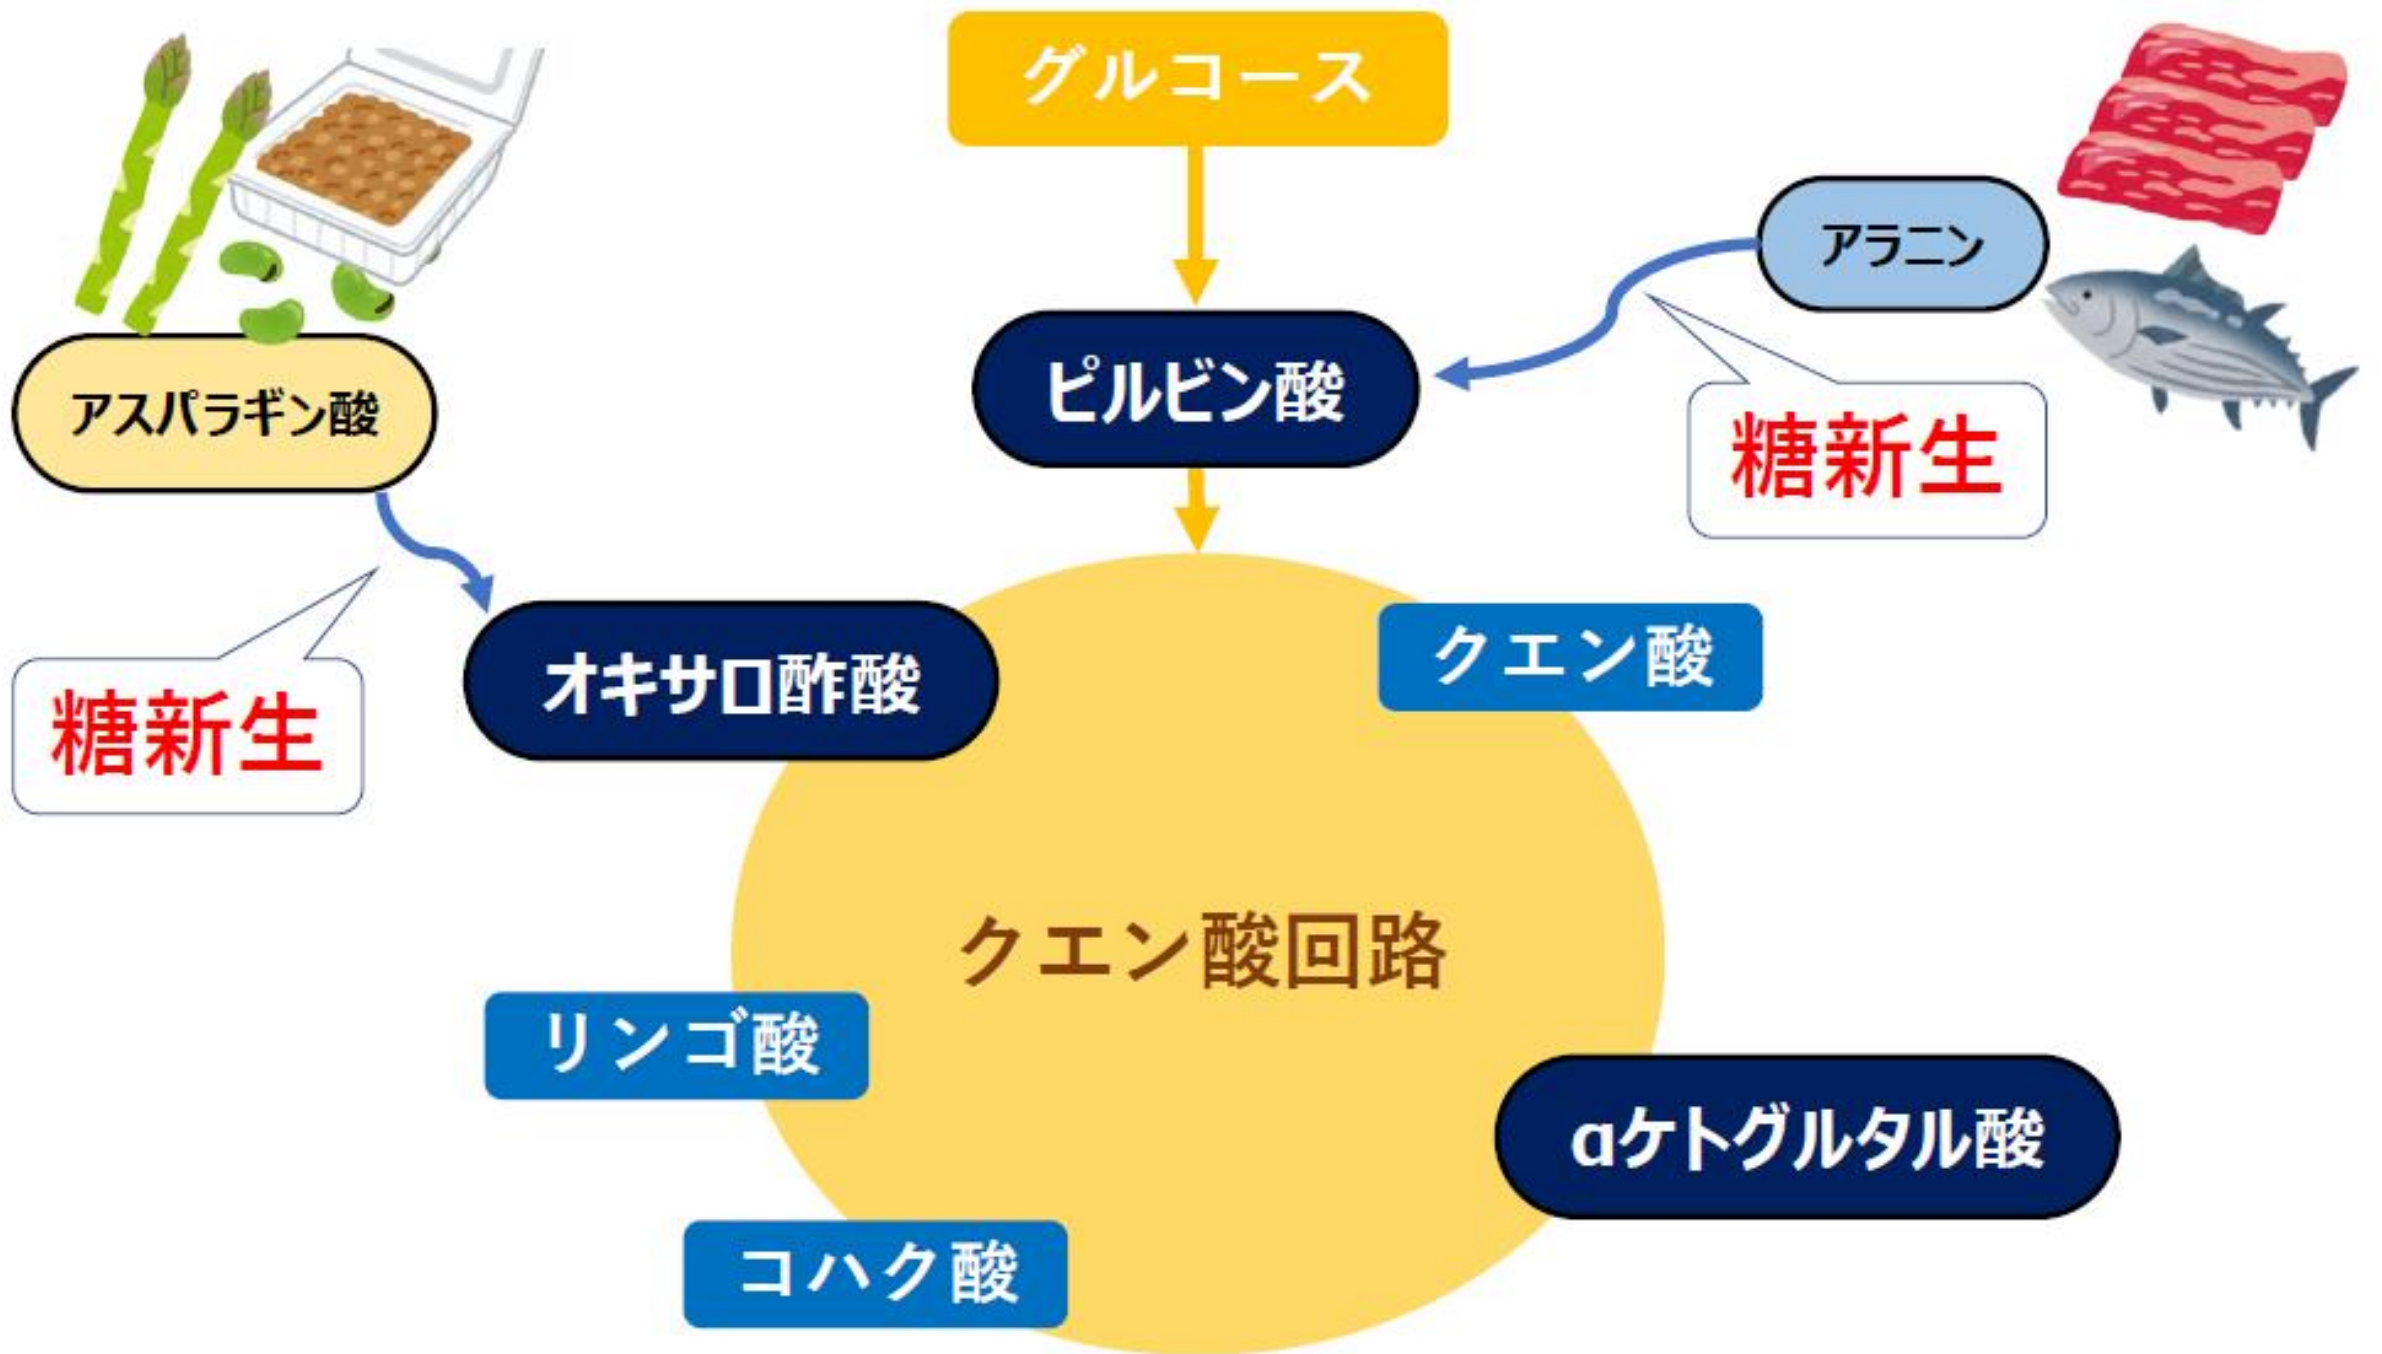 グルコース
アラニン
ピルビン酸
アスパラギン酸
糖新生
オキサロ酢酸
クエン酸
糖新生
クエン酸回路
リンゴ酸
αケトグルタル酸
コハク酸